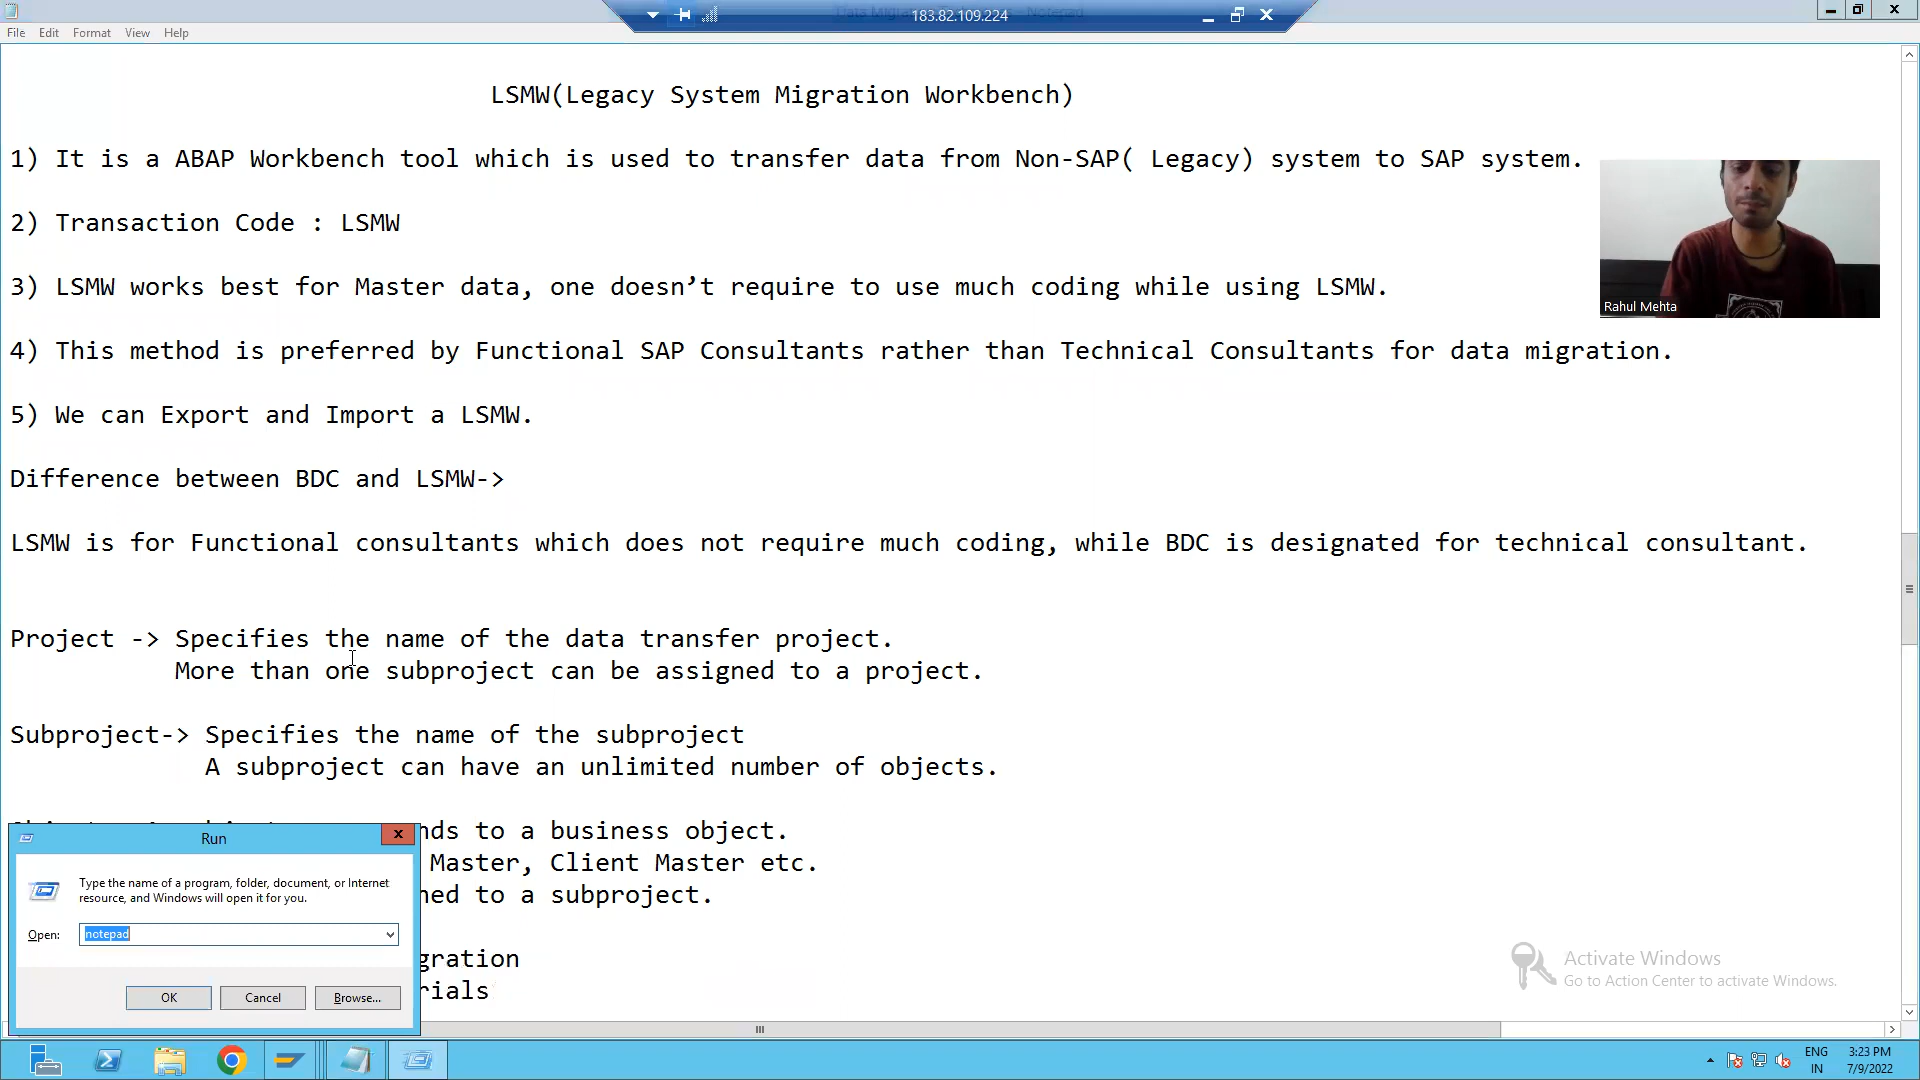 183.82.109.224
File Edit Format View Help
LSMW(Legacy System Migration Workbench)
1) It is a ABAP Workbench tool which is used to transfer data from Non-SAP( Legacy) system to SAP system.
2) Transaction Code : LSMW
3) LSMW works best for Master data, one doesn’t require to use much coding while using LSMW.
Rahul Mehta
4) This method is preferred by Functional SAP Consultants rather than Technical Consultants for data migration.
5) We can Export and Import a LSMW.
Difference between BDC and LSMW->
LSMW is for Functional consultants which does not require much coding, while BDC is designated for technical consultant.
Project -> Specifies the name of the data transfer project.
More than one subproject can be assigned to a project.
Subproject-> Specifies the name of the subproject
A subproject can have an unlimited number of objects.
to a business object.
Master, Client Master etc.
to a subproject.
Run
Type the name of a program, folder, document, or Internet
resource, and Windows will open it for you.
Open: notepad
OK Cancel Browse...
Activate Windows
Go to Action Center to activate Windows.
ENG
IN
3:23 PM
7/9/2022